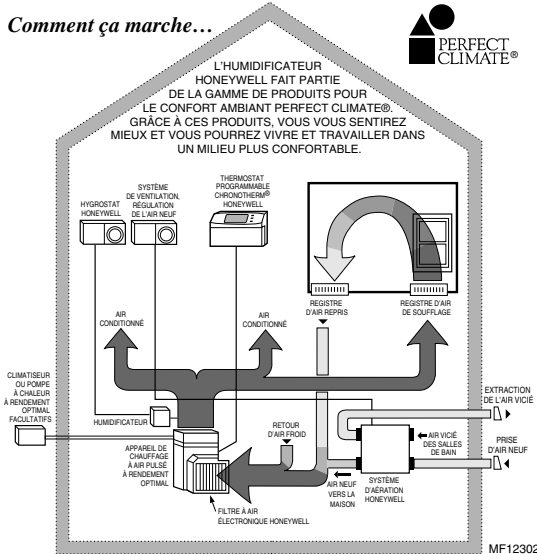 Comment ça marche…
PERFECT
CLIMATE®
L'HUMIDIFICATEUR
HONEYWELL FAIT PARTIE
DE LA GAMME DE PRODUITS POUR
LE CONFORT AMBIANT PERFECT CLIMATE®.
GRÂCE À CES PRODUITS, VOUS VOUS SENTIREZ
MIEUX ET VOUS POURREZ VIVRE ET TRAVAILLER DANS
UN MILIEU PLUS CONFORTABLE.
HYGROSTAT
HONEYWELL
SYSTÈME
DE VENTILATION,
RÉGULATION
DE L'AIR NEUF
THERMOSTAT
PROGRAMMABLE
CHRONOTHERM®
HONEYWELL
REGISTRE
D'AIR REPRIS
REGISTRE D'AIR
DE SOUFFLAGE
AIR
CONDITIONNÉ
AIR
CONDITIONNÉ
CLIMATISEUR
OU POMPE
À CHALEUR
À RENDEMENT
OPTIMAL
FACULTATIFS
HUMIDIFICATEUR
APPAREIL DE
CHAUFFAGE
À AIR PULSÉ
À RENDEMENT
OPTIMAL
RETOUR
D'AIR FROID
FILTRE À AIR
ÉLECTRONIQUE HONEYWELL
AIR NEUF
VERS LA
MAISON
SYSTÈME
D'AÉRATION
HONEYWELL
AIR VICIÉ
DES SALLES
DE BAIN
EXTRACTION
DE L'AIR VICIÉ
PRISE
D'AIR NEUF
MF12302